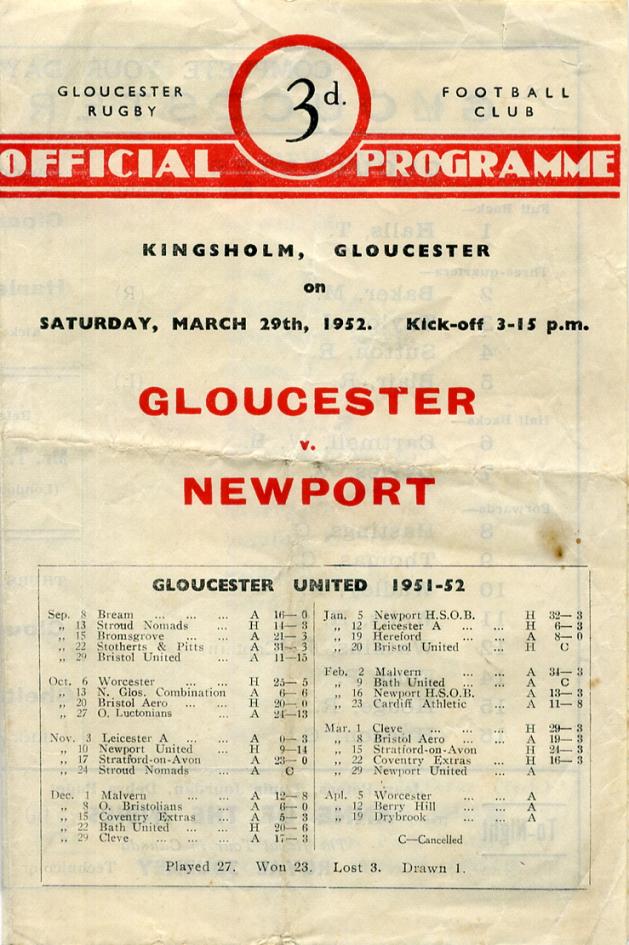 GLOUCESTER RUGBY
3d.
FOOTBALL CLUB
OFFICIAL PROGRAMME
KINGSHOLM, GLOUCESTER
on
SATURDAY, MARCH 29th, 1952. Kick-off 3-15 p.m.
GLOUCESTER
v.
NEWPORT
GLOUCESTER UNITED 1951-52
Sep. 8 Bream ... ... ... A 16— 0
„ 13 Stroud Nomads ... H 14— 3
„ 15 Bromsgrove ... ... A 21— 3
„ 22 Stotherts & Pitts ... A 31— 3
„ 29 Bristol United ... A 11—15
Oct. 6 Worcester ... ... H 25— 5
„ 13 N. Glos. Combination A 6— 6
„ 20 Bristol Aero ... ... H 20— 0
„ 27 O. Luctonians ... A 24—13
Nov. 3 Leicester A ... ... A 0— 3
„ 10 Newport United ... H 9—14
„ 17 Stratford-on-Avon A 23— 0
„ 24 Stroud Nomads ... A C
Dec. 1 Malvern ... ... A 12— 8
„ 8 O. Bristolians ... A 6— 0
„ 15 Coventry Extras ... A 5— 3
„ 22 Bath United ... ... H 20— 6
„ 29 Cleve ... ... ... A 17— 3
Jan. 5 Newport H.S.O.B. H 32— 3
„ 12 Leicester A ... ... H 6— 3
„ 19 Hereford ... ... A 8— 0
„ 20 Bristol United ... H C
Feb. 2 Malvern ... ... A 34— 3
„ 9 Bath United ... A C
„ 16 Newport H.S.O.B. A 13— 3
„ 23 Cardiff Athletic ... A 11— 8
Mar. 1 Cleve ... ... H 29— 3
„ 8 Bristol Aero ... A 19— 3
„ 15 Stratford-on-Avon H 24— 3
„ 22 Coventry Extras ... H 16— 3
„ 29 Newport United ... A
Apl. 5 Worcester ... A
„ 12 Berry Hill ... ... A
„ 19 Drybrook ... ... A
C—Cancelled
Played 27. Won 23. Lost 3. Drawn 1.